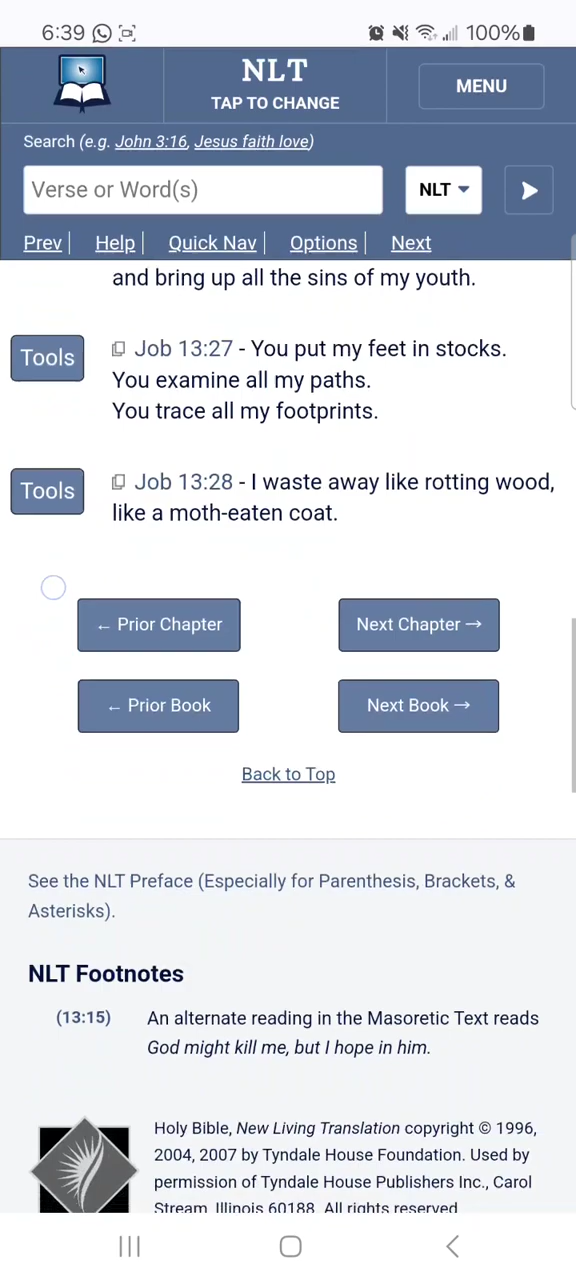 6:39 100%
NLT
TAP TO CHANGE
MENU
Search (e.g. John 3:16, Jesus faith love)
Verse or Word(s)
NLT
Prev | Help | Quick Nav | Options | Next
and bring up all the sins of my youth.
Tools
Job 13:27 - You put my feet in stocks.
You examine all my paths.
You trace all my footprints.
Tools
Job 13:28 - I waste away like rotting wood,
like a moth-eaten coat.
← Prior Chapter
Next Chapter →
← Prior Book
Next Book →
Back to Top
See the NLT Preface (Especially for Parenthesis, Brackets, &
Asterisks).
NLT Footnotes
(13:15) An alternate reading in the Masoretic Text reads
God might kill me, but I hope in him.
Holy Bible, New Living Translation copyright © 1996,
2004, 2007 by Tyndale House Foundation. Used by
permission of Tyndale House Publishers Inc., Carol
Stream, Illinois 60188. All rights reserved